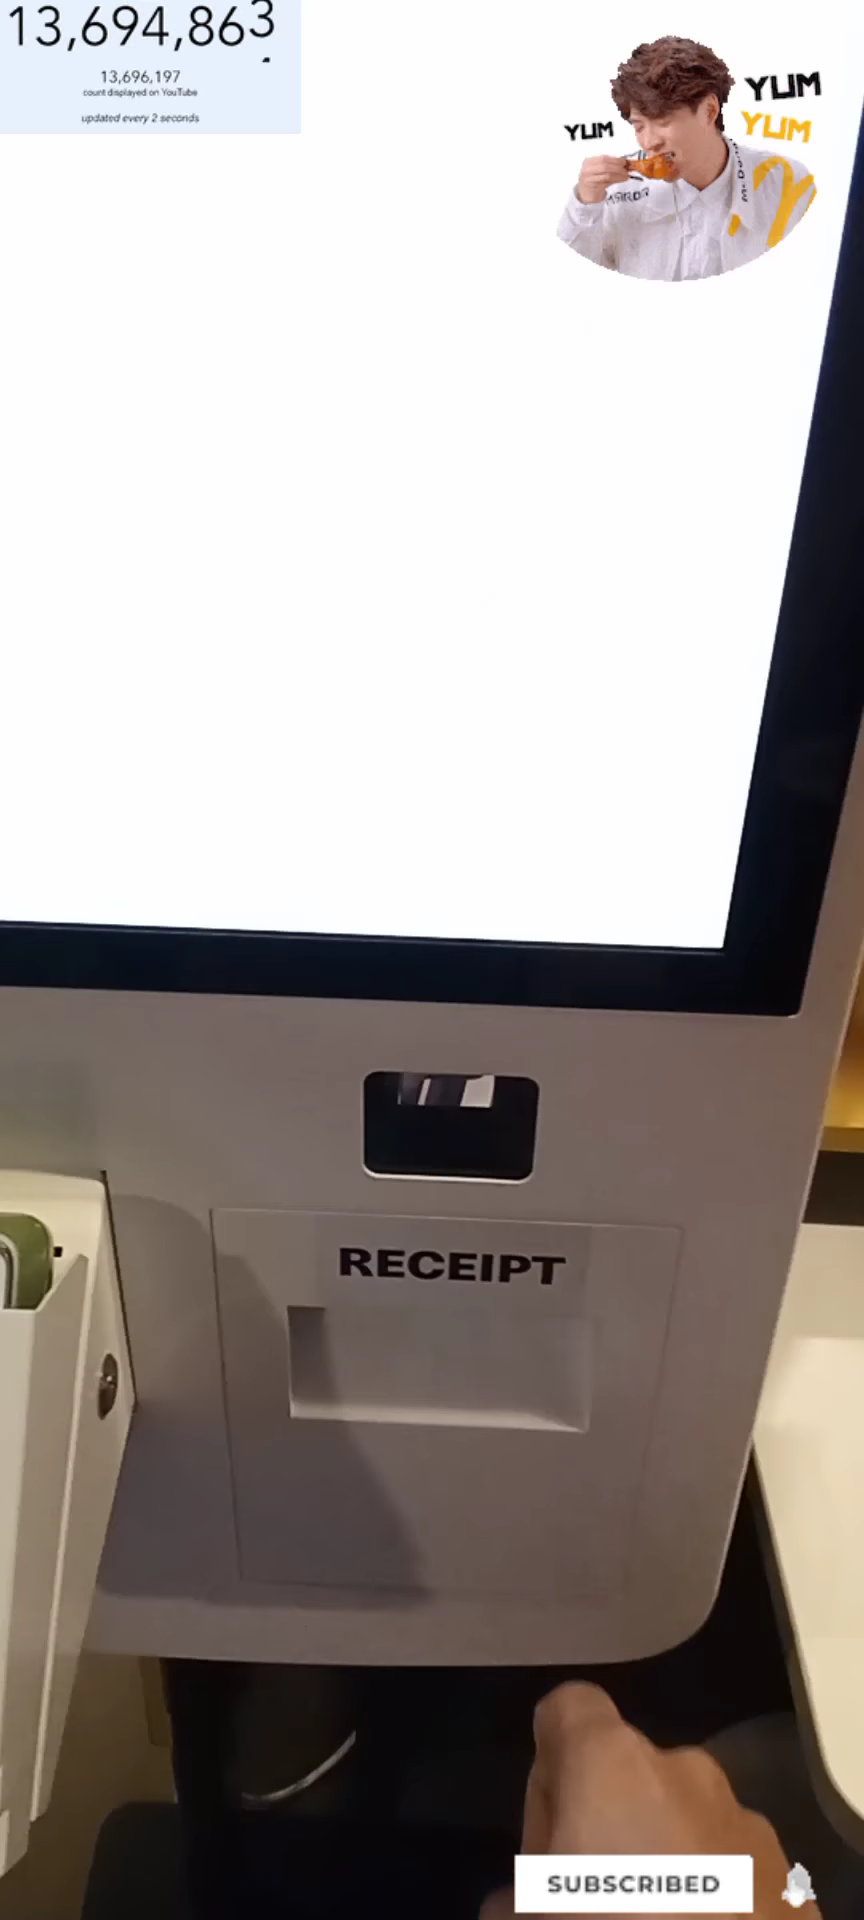 13,694,863
13,696,197
count displayed on YouTube
updated every 2 seconds
YUM
YUM
YUM
RECEIPT
SUBSCRIBED